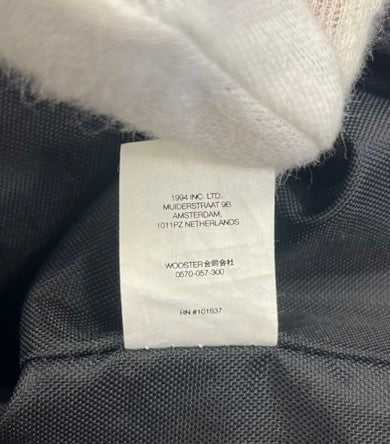 1994 INC. LTD.
MUIDERSTRAAT 9B
AMSTERDAM,
1011PZ NETHERLANDS
WOOSTER合同会社
0570-057-300
RN #101837